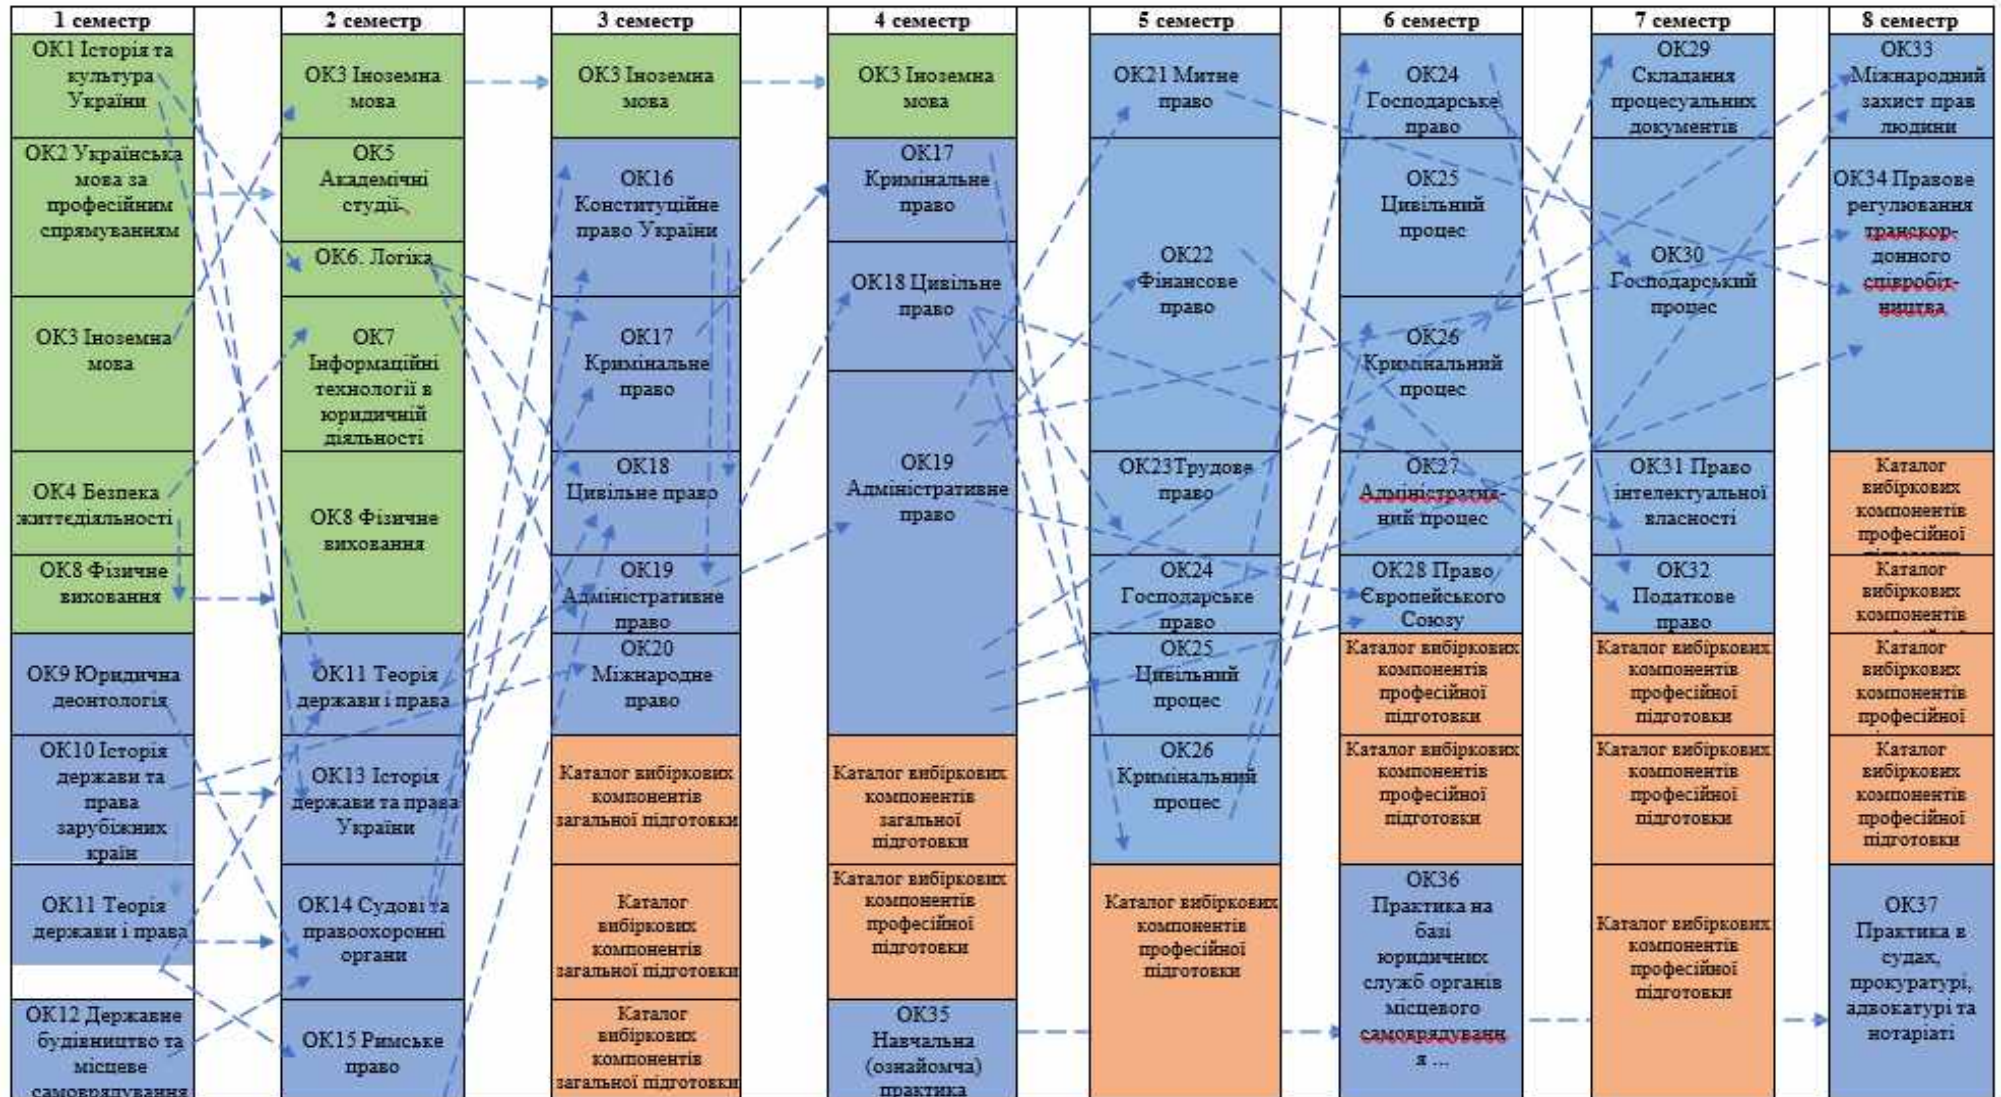 1 семестр
ОК1 Історія та
культура
України
ОК2 Українська
мова за
професійним
спрямуванням
ОК3 Іноземна
мова
ОК4 Безпека
життєдіяльності
ОК8 Фізичне
виховання
ОК9 Юридична
деонтологія
ОК10 Історія
держави та
права
зарубіжних
країн
ОК11 Теорія
держави і права
ОК12 Державне
будівництво та
місцеве
самоврядування
2 семестр
ОК3 Іноземна
мова
ОК5
Академічні
студії
ОК6. Логіка
ОК7
Інформаційні
технології в
юридичній
діяльності
ОК8 Фізичне
виховання
ОК11 Теорія
держави і права
ОК13 Історія
держави та права
України
ОК14 Судові та
правоохоронні
органи
ОК15 Римське
право
3 семестр
ОК3 Іноземна
мова
ОК16
Конституційне
право України
ОК17
Кримінальне
право
ОК18
Цивільне право
ОК19
Адміністративне
право
ОК20
Міжнародне
право
Каталог вибіркових
компонентів
загальної підготовки
Каталог
вибіркових
компонентів
загальної підготовки
Каталог
вибіркових
компонентів
загальної підготовки
4 семестр
ОК3 Іноземна
мова
ОК17
Кримінальне
право
ОК18 Цивільне
право
ОК19
Адміністративне
право
Каталог вибіркових
компонентів
загальної
підготовки
Каталог вибіркових
компонентів
професійної
підготовки
ОК35
Навчальна
(ознайомча)
практика
5 семестр
ОК21 Митне
право
ОК22
Фінансове
право
ОК23Трудове
право
ОК24
Господарське
право
ОК25
Цивільний
процес
ОК26
Кримінальний
процес
Каталог вибіркових
компонентів
професійної
підготовки
6 семестр
ОК24
Господарське
право
ОК25
Цивільний
процес
ОК26
Кримінальний
процес
ОК27
Адміністратив-
ний процес
ОК28 Право
Європейського
Союзу
Каталог вибіркових
компонентів
професійної
підготовки
Каталог вибіркових
компонентів
професійної
підготовки
ОК36
Практика на
базі
юридичних
служб органів
місцевого
самоврядуванн
я ...
7 семестр
ОК29
Складання
процесуальних
документів
ОК30
Господарський
процес
ОК31 Право
інтелектуальної
власності
ОК32
Податкове
право
Каталог вибіркових
компонентів
професійної
підготовки
Каталог вибіркових
компонентів
професійної
підготовки
Каталог вибіркових
компонентів
професійної
підготовки
8 семестр
ОК33
Міжнародний
захист прав
людини
ОК34 Правове
регулювання
транскор-
донного
співробіт-
ництва
Каталог
вибіркових
компонентів
професійної
Каталог
вибіркових
компонентів
Каталог
вибіркових
компонентів
професійної
Каталог
вибіркових
компонентів
професійної
підготовки
ОК37
Практика в
судах,
прокуратурі,
адвокатурі та
нотаріаті